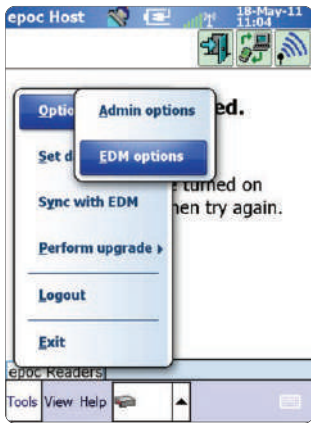 epoc Host 18-May-11
11:04
Optio Admin options ed.
Set d EDM options
e turned on
Sync with EDM hen try again.
Perform upgrade
Logout
Exit
epoc Readers
Tools View Help